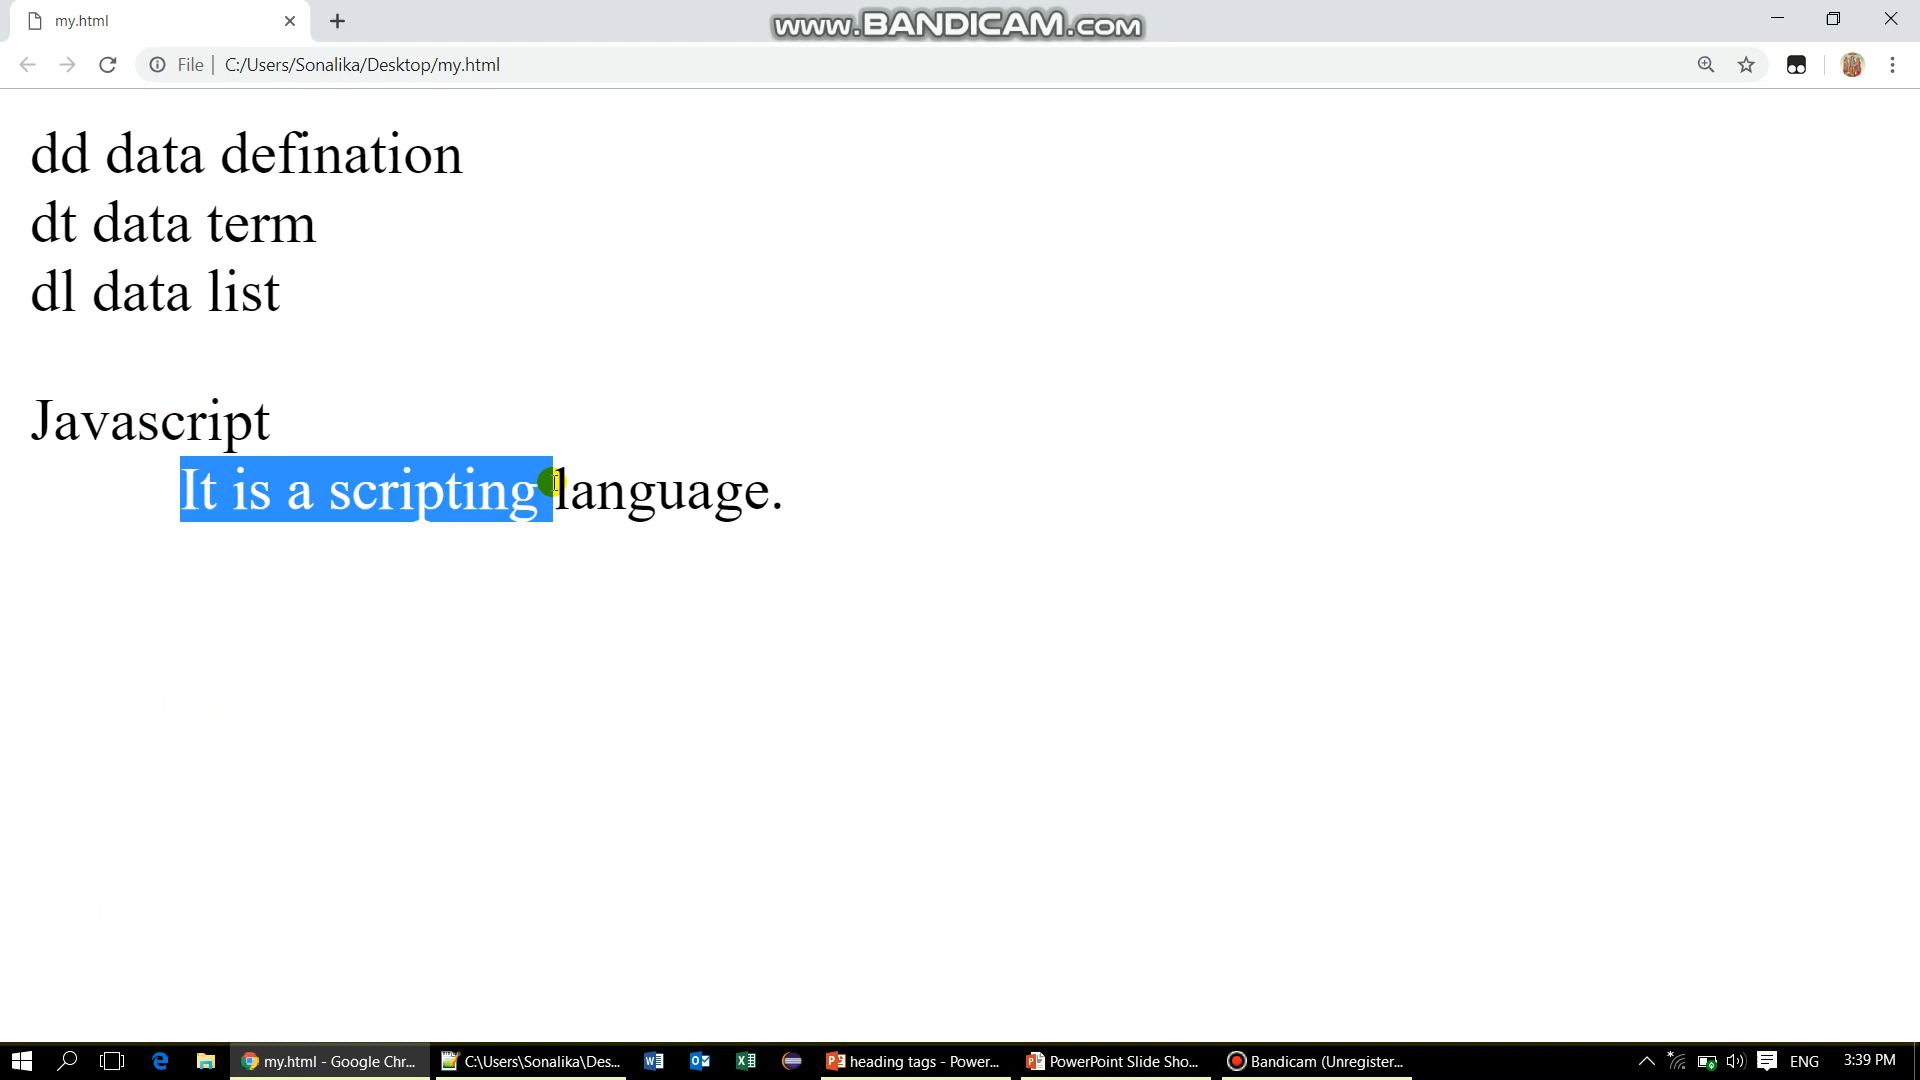 my.html
www.BANDICAM.com
File
C:/Users/Sonalika/Desktop/my.html
dd data defination
dt data term
dl data list
Javascript
It is a scripting language.
my.html - Google Chr...
C:\Users\Sonalika\Des...
heading tags - Power...
PowerPoint Slide Sho...
Bandicam (Unregister...
ENG
3:39 PM